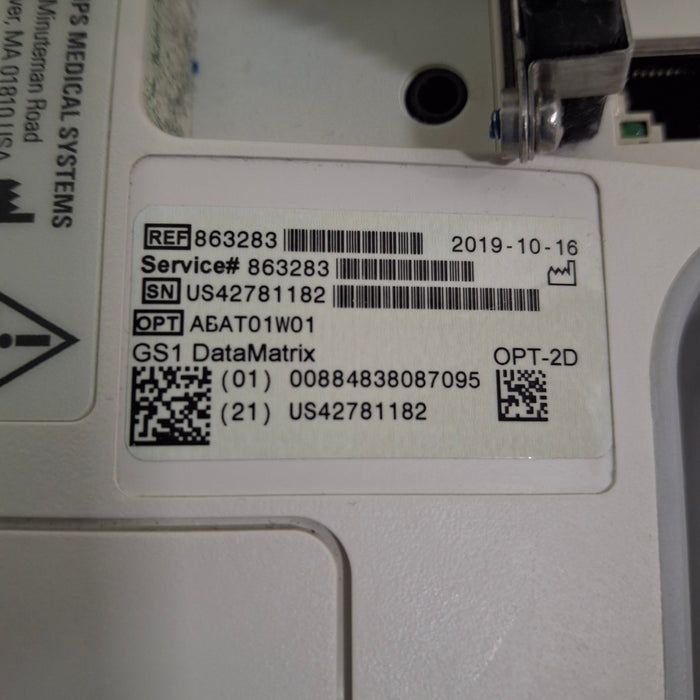 PS MEDICAL SYSTEMS
Minuteman Road
ver, MA 01810 USA
REF 863283
2019-10-16
Service# 863283
SN US42781182
OPT ABAT01W01
GS1 DataMatrix
OPT-2D
(01) 00884838087095
(21) US42781182